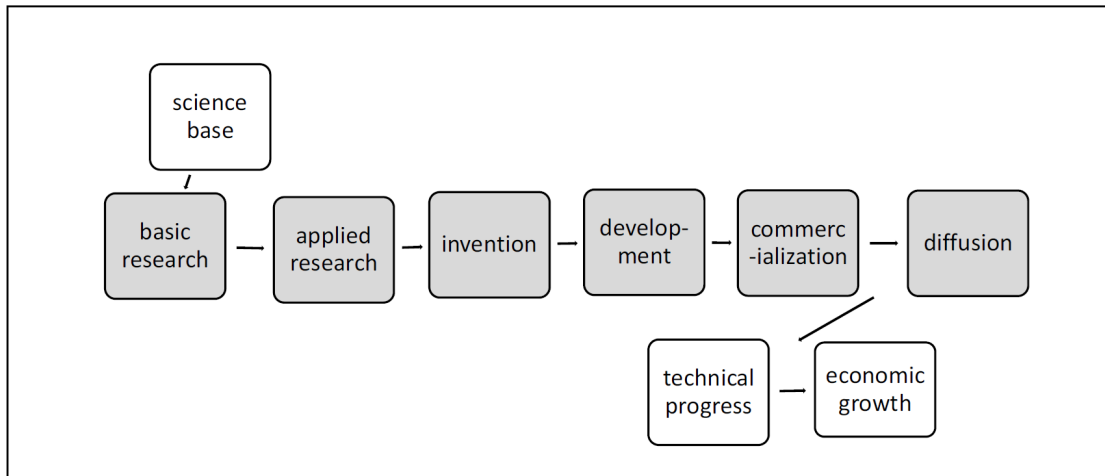 science
base
basic
research
applied
research
invention
develop-
ment
commerc
-ialization
diffusion
technical
progress
economic
growth